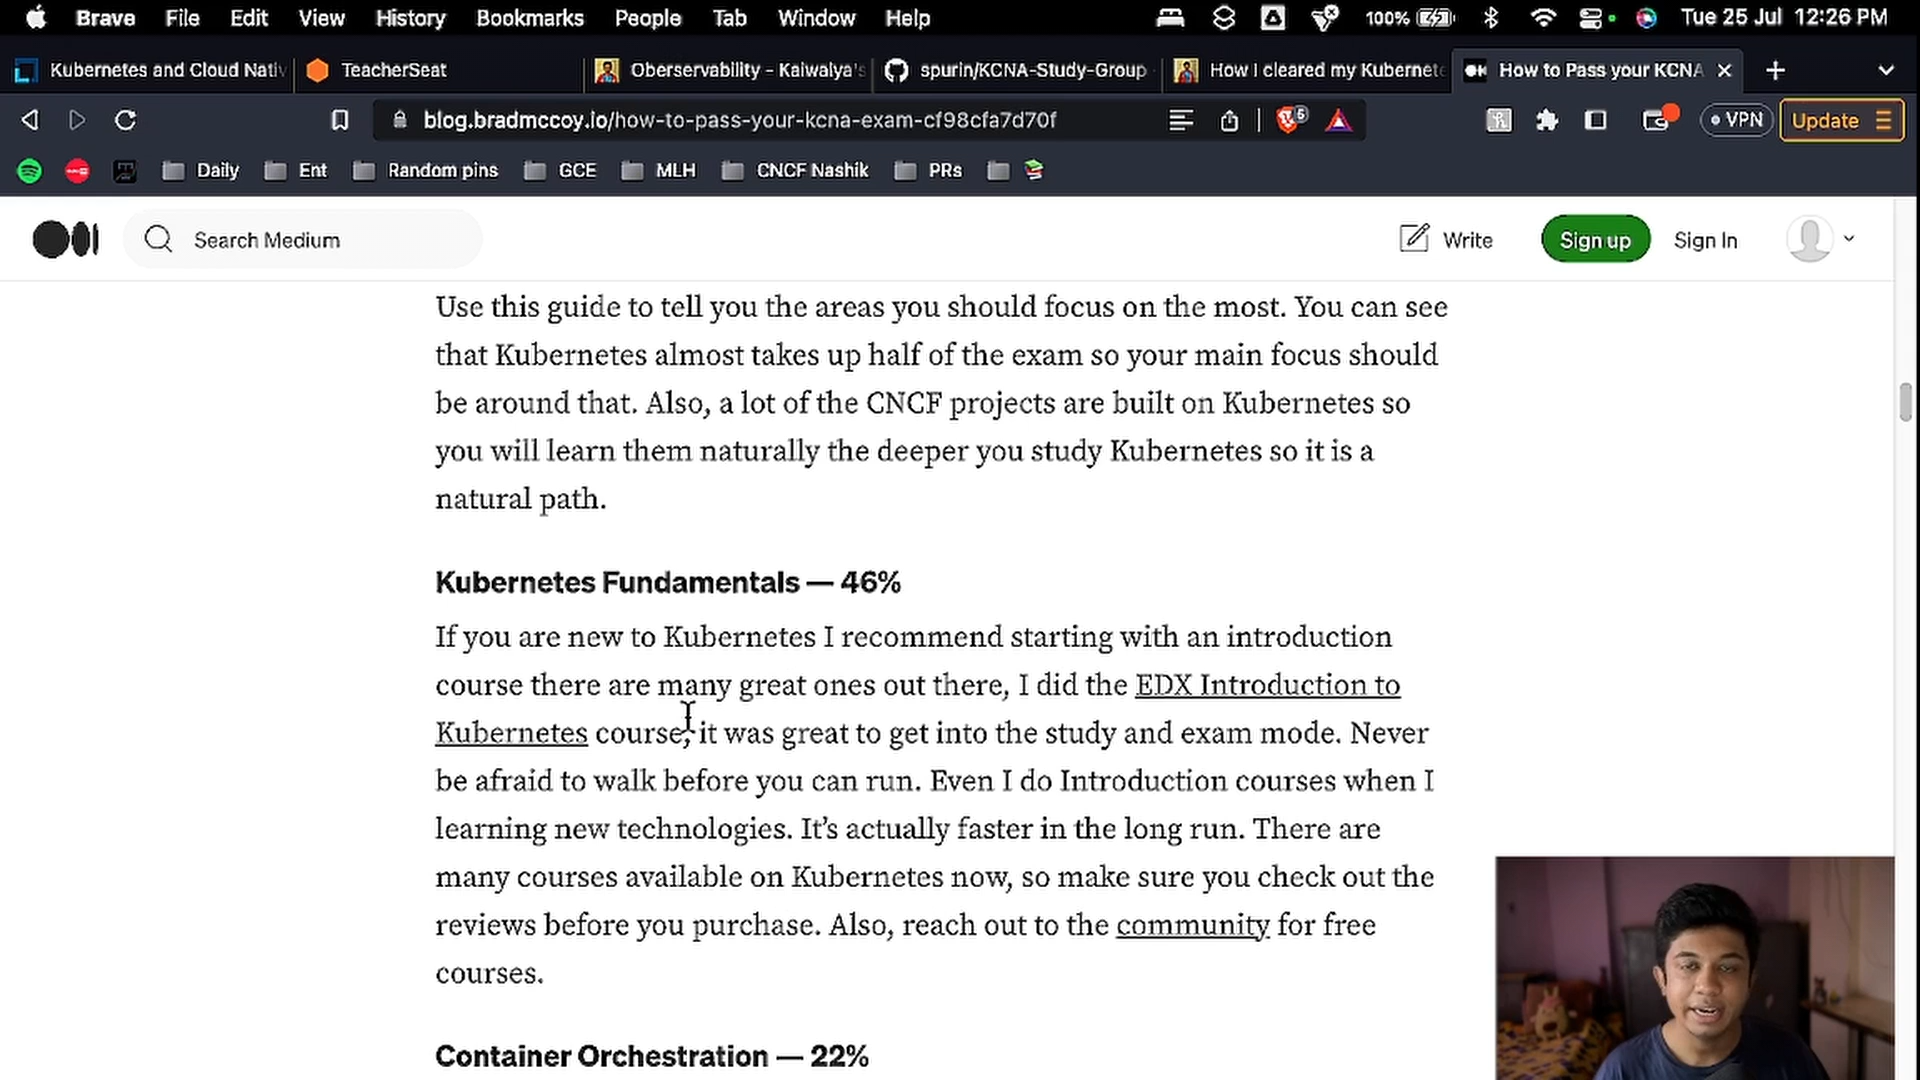 Brave File Edit View History Bookmarks People Tab Window Help 100% Tue 25 Jul 12:26 PM
Kubernetes and Cloud Nativ TeacherSeat Oberservability - Kaiwalya's spurin/KCNA-Study-Group How I cleared my Kubernete How to Pass your KCNA
blog.bradmccoy.io/how-to-pass-your-kcna-exam-cf98cfa7d70f 5 VPN Update
Daily Ent Random pins GCE MLH CNCF Nashik PRs
Search Medium Write Sign up Sign In
Use this guide to tell you the areas you should focus on the most. You can see
that Kubernetes almost takes up half of the exam so your main focus should
be around that. Also, a lot of the CNCF projects are built on Kubernetes so
you will learn them naturally the deeper you study Kubernetes so it is a
natural path.
Kubernetes Fundamentals — 46%
If you are new to Kubernetes I recommend starting with an introduction
course there are many great ones out there, I did the EDX Introduction to
Kubernetes course, it was great to get into the study and exam mode. Never
be afraid to walk before you can run. Even I do Introduction courses when I
learning new technologies. It’s actually faster in the long run. There are
many courses available on Kubernetes now, so make sure you check out the
reviews before you purchase. Also, reach out to the community for free
courses.
Container Orchestration — 22%